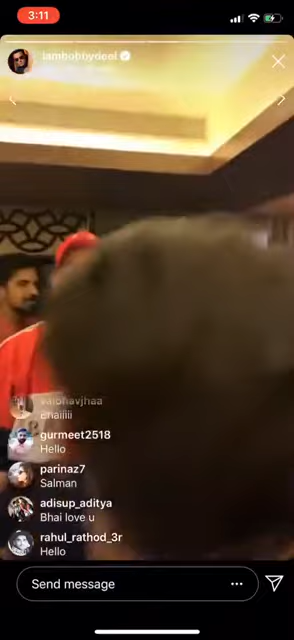 3:11
iambobbydeol
vaibhavjhaa
Bhaiiiii
gurmeet2518
Hello
parinaz7
Salman
adisup_aditya
Bhai love u
rahul_rathod_3r
Hello
Send message